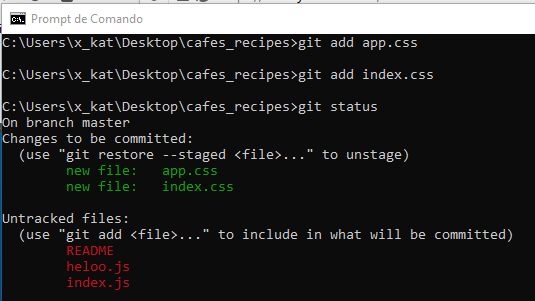 Prompt de Comando
C:\Users\x_kat\Desktop\cafes_recipes>git add app.css
C:\Users\x_kat\Desktop\cafes_recipes>git add index.css
C:\Users\x_kat\Desktop\cafes_recipes>git status
On branch master
Changes to be committed:
  (use "git restore --staged <file>..." to unstage)
        new file:   app.css
        new file:   index.css
Untracked files:
  (use "git add <file>..." to include in what will be committed)
        README
        heloo.js
        index.js